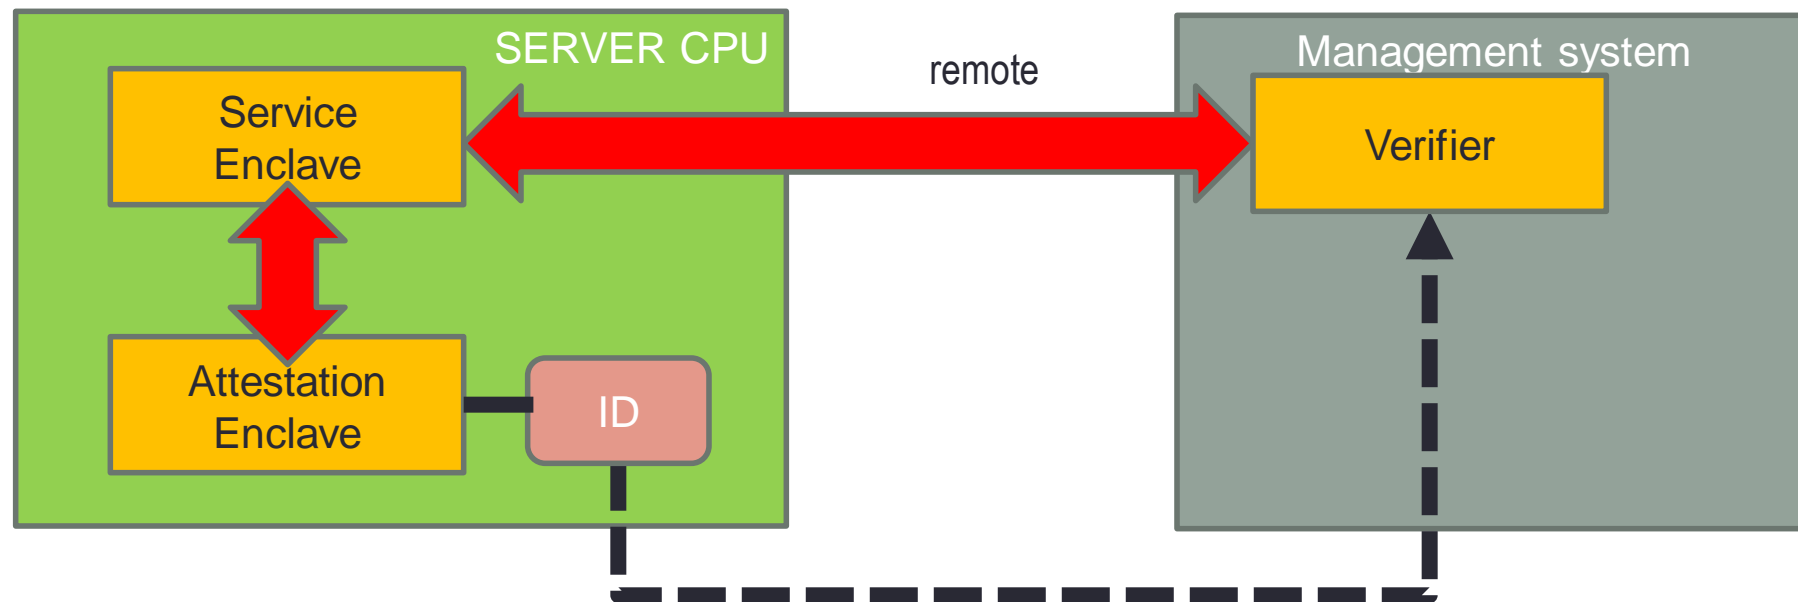 SERVER CPU
Service
Enclave
Attestation
Enclave
ID
remote
Management system
Verifier